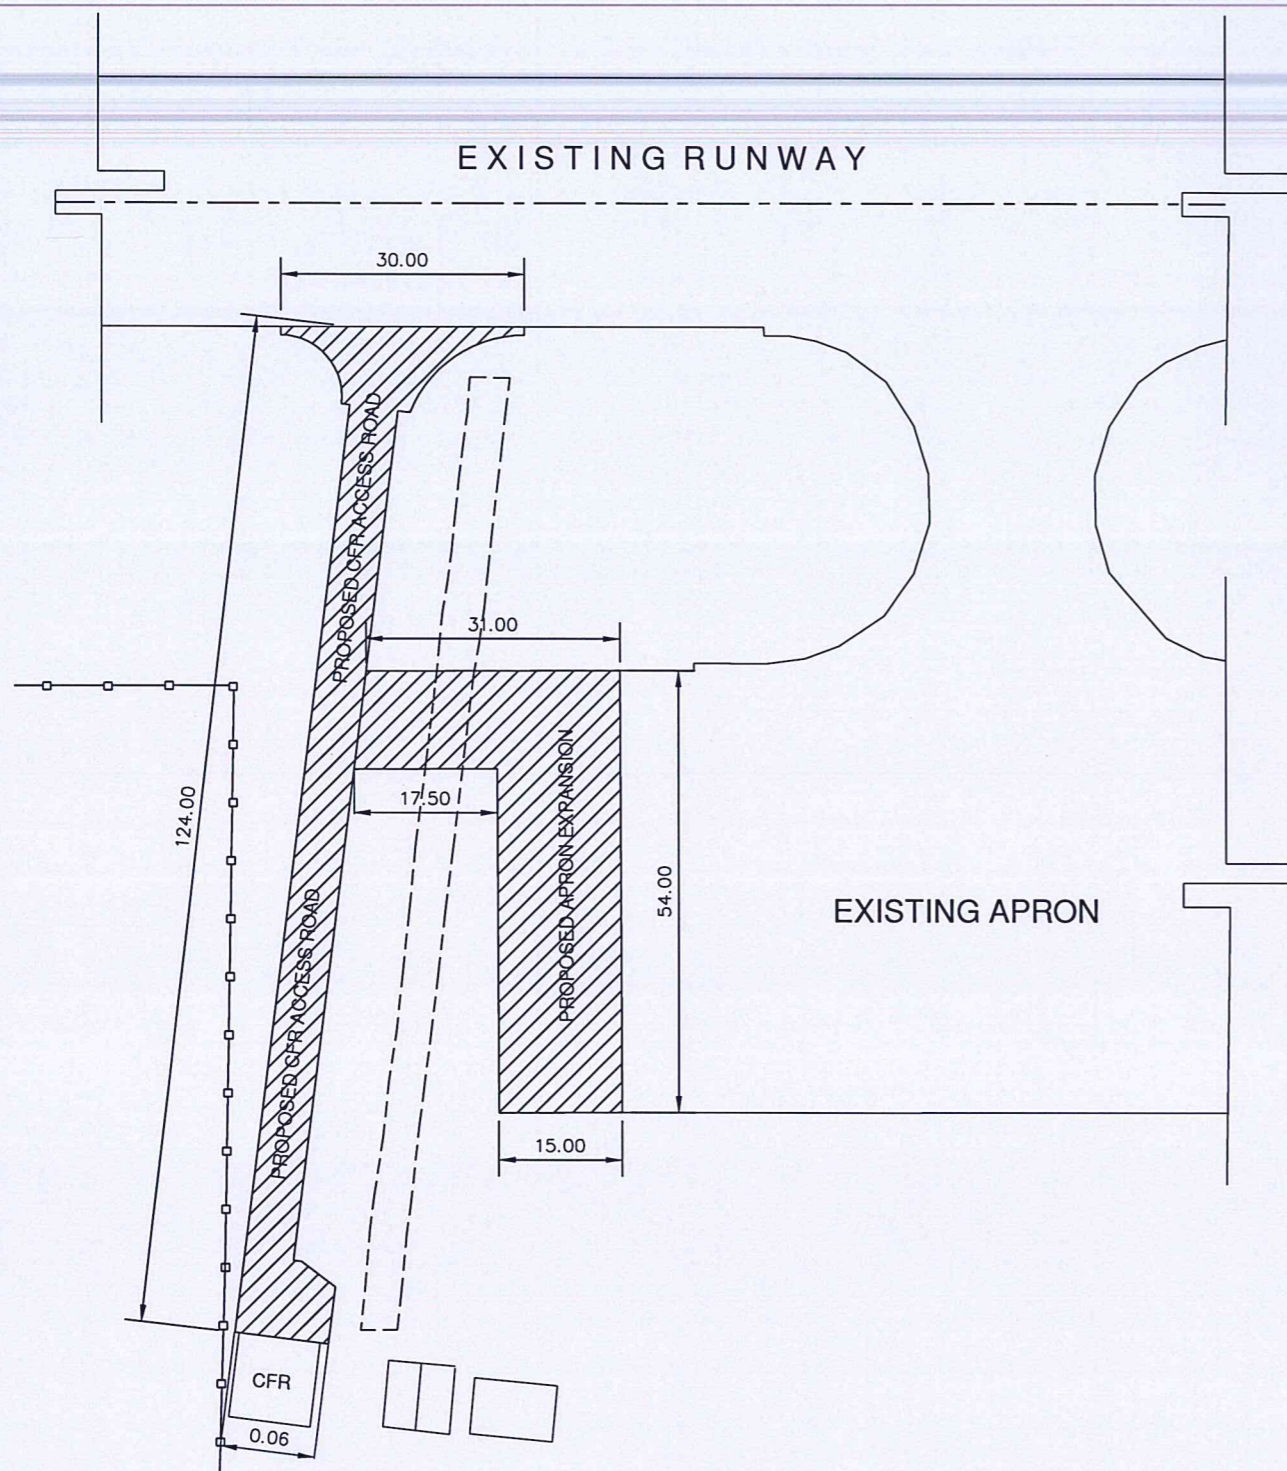 EXISTING RUNWAY
30.00
PROPOSED CFR ACCESS ROAD
31.00
124.00
17.50
PROPOSED APRON EXPANSION
54.00
EXISTING APRON
PROPOSED CFR ACCESS ROAD
15.00
CFR
0.06